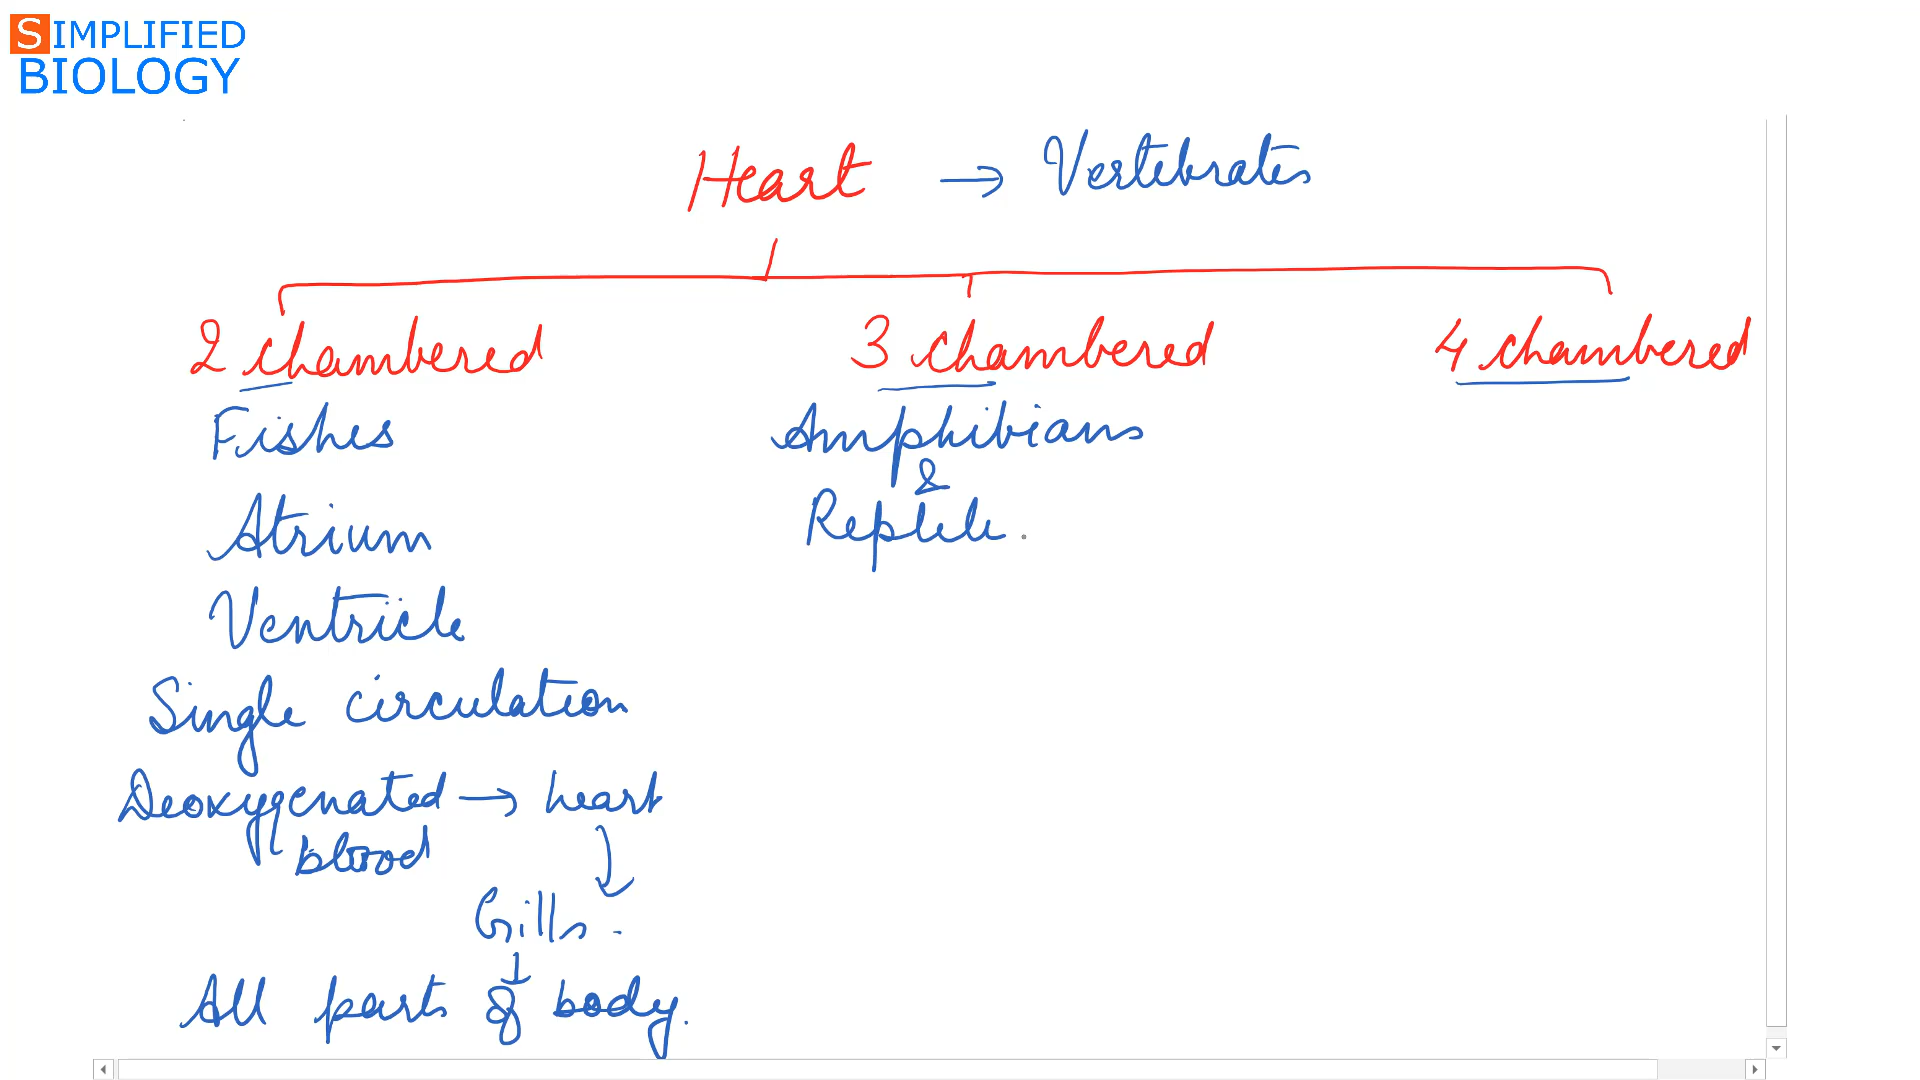 SIMPLIFIED
BIOLOGY
Heart → Vertebrates
2 chambered
3 chambered
4 chambered
Fishes
Atrium
Ventricle
Single circulation
Deoxygenated → heart
blood
Gills.
All parts of body.
Amphibians
&
Reptile